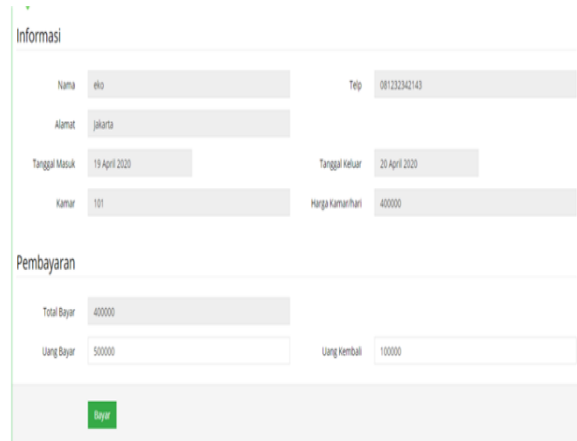 Informasi
Nama eko Telp 081232342143
Alamat jakarta
Tanggal Masuk 19 April 2020 Tanggal Keluar 20 April 2020
Kamar 101 Harga Kamar/hari 400000
Pembayaran
Total Bayar 400000
Uang Bayar 500000 Uang Kembali 100000
Bayar